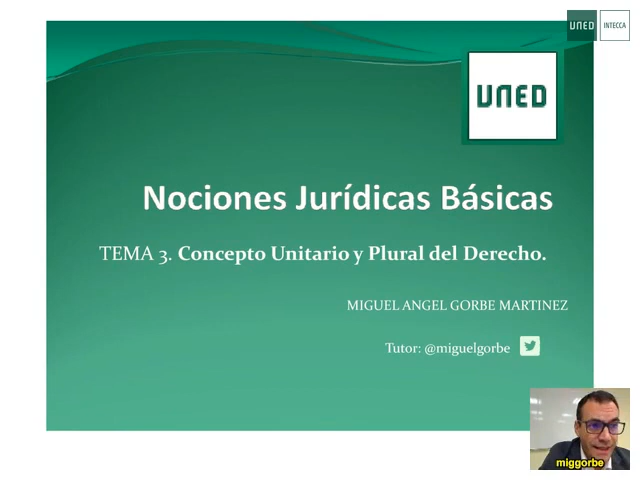 UNED INTECCA
UNED
Nociones Jurídicas Básicas
TEMA 3. Concepto Unitario y Plural del Derecho.
MIGUEL ANGEL GORBE MARTINEZ
Tutor: @miguelgorbe
miggorbe